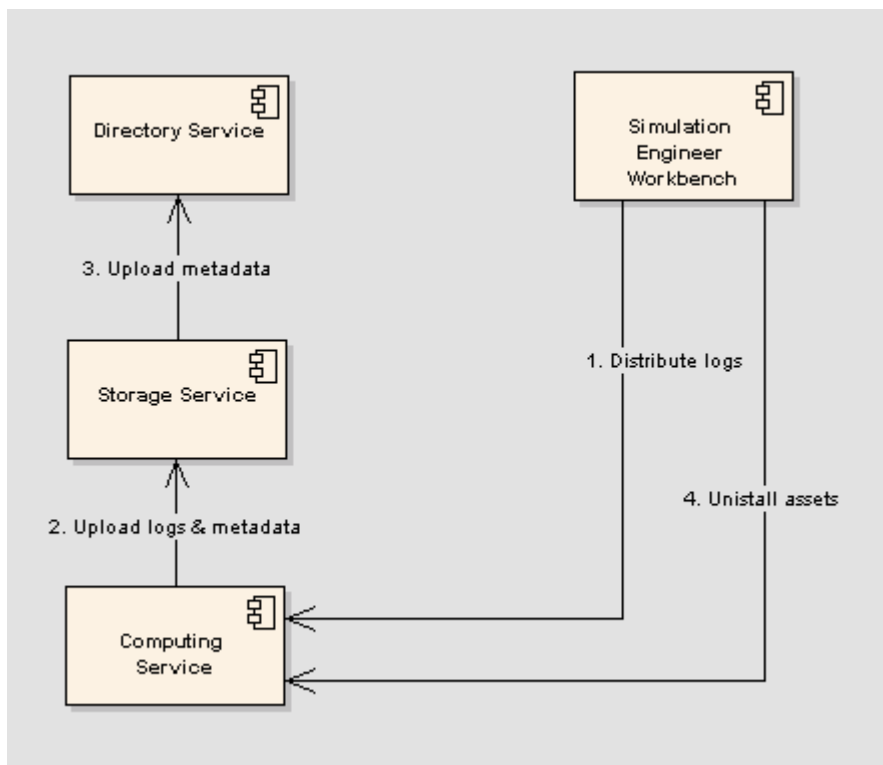 Directory Service
Simulation
Engineer
Workbench
3. Upload metadata
1. Distribute logs
Storage Service
4. Unistall assets
2. Upload logs & metadata
Computing
Service